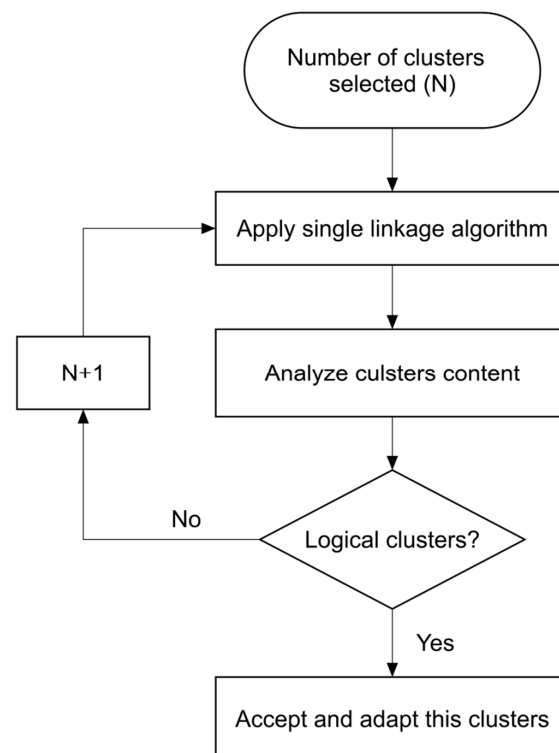 Number of clusters
selected (N)
Apply single linkage algorithm
N+1
Analyze culsters content
No
Logical clusters?
Yes
Accept and adapt this clusters